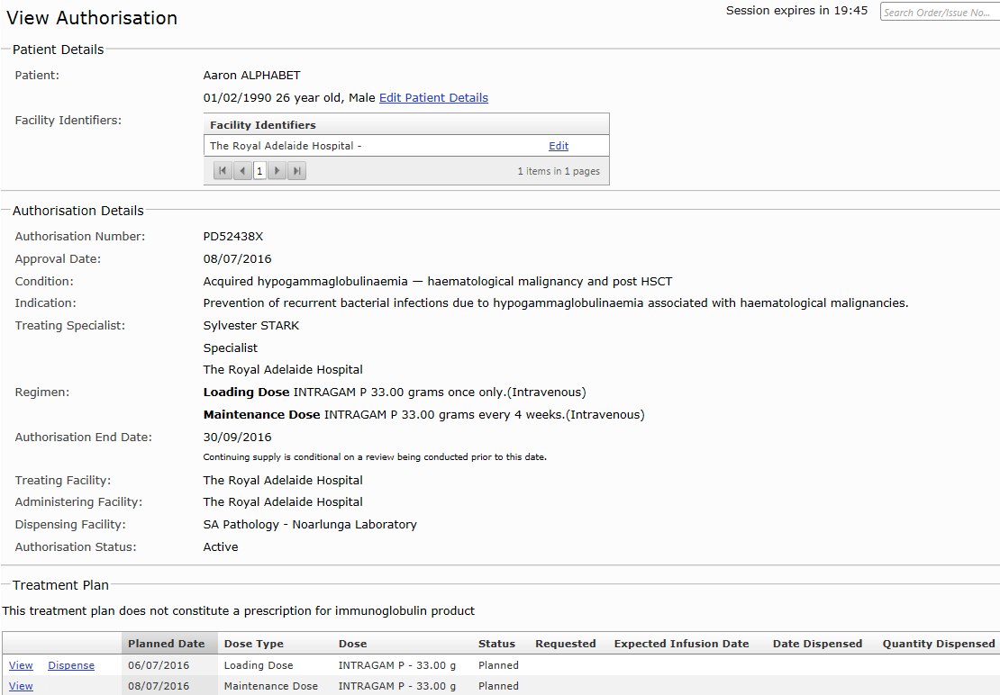 View Authorisation
Session expires in 19:45
Search Order/Issue No...
Patient Details
Patient: Aaron ALPHABET
01/02/1990 26 year old, Male Edit Patient Details
Facility Identifiers:
Facility Identifiers
The Royal Adelaide Hospital - Edit
1 1 items in 1 pages
Authorisation Details
Authorisation Number: PD52438X
Approval Date: 08/07/2016
Condition: Acquired hypogammaglobulinaemia — haematological malignancy and post HSCT
Indication: Prevention of recurrent bacterial infections due to hypogammaglobulinaemia associated with haematological malignancies.
Treating Specialist: Sylvester STARK
Specialist
The Royal Adelaide Hospital
Regimen: Loading Dose INTRAGAM P 33.00 grams once only.(Intravenous)
Maintenance Dose INTRAGAM P 33.00 grams every 4 weeks.(Intravenous)
Authorisation End Date: 30/09/2016
Continuing supply is conditional on a review being conducted prior to this date.
Treating Facility: The Royal Adelaide Hospital
Administering Facility: The Royal Adelaide Hospital
Dispensing Facility: SA Pathology - Noarlunga Laboratory
Authorisation Status: Active
Treatment Plan
This treatment plan does not constitute a prescription for immunoglobulin product
Planned Date Dose Type Dose Status Requested Expected Infusion Date Date Dispensed Quantity Dispensed
View Dispense 06/07/2016 Loading Dose INTRAGAM P - 33.00 g Planned
View 08/07/2016 Maintenance Dose INTRAGAM P - 33.00 g Planned